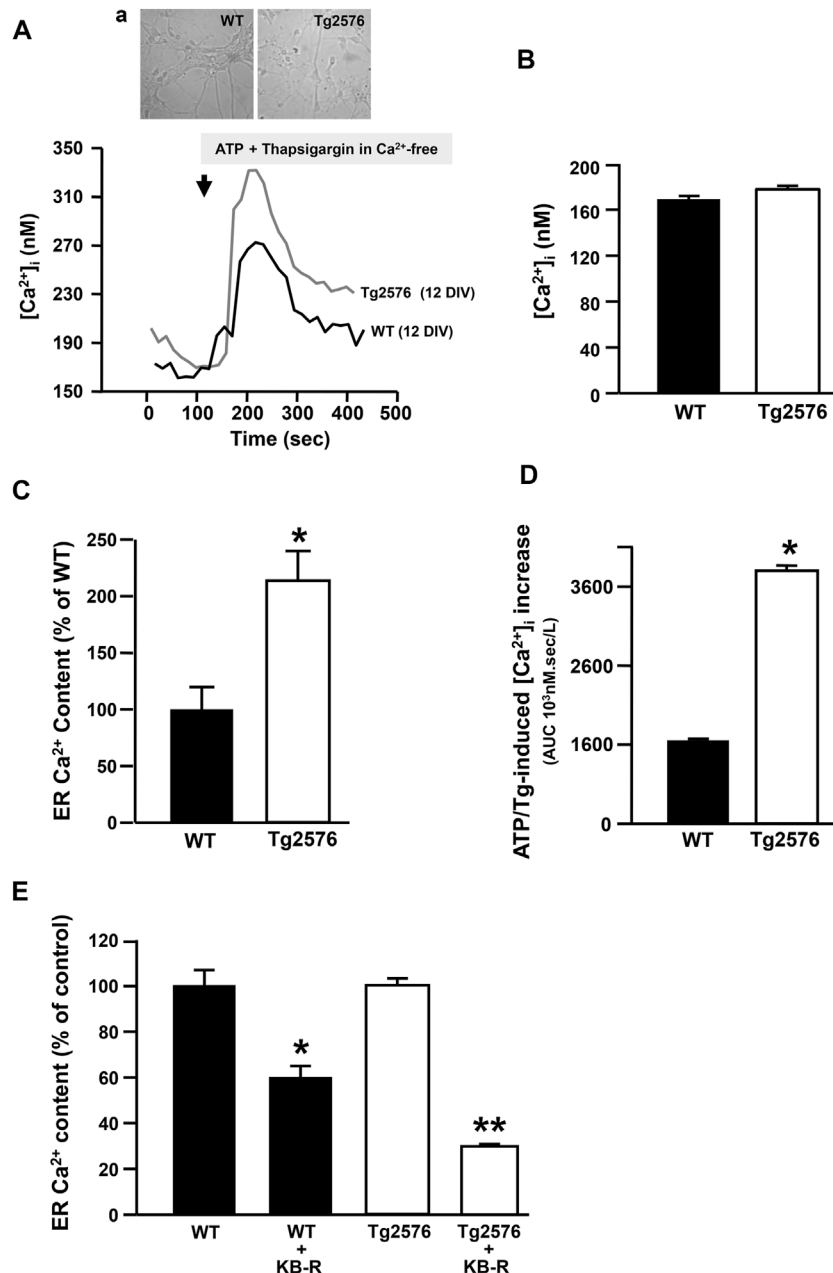 A
a
WT
Tg2576
ATP + Thapsigargin in Ca²⁺-free
[Ca²⁺]ᵢ (nM)
350
310
270
230
190
150
Tg2576 (12 DIV)
WT (12 DIV)
0 100 200 300 400 500
Time (sec)
B
[Ca²⁺]ᵢ (nM)
200
160
120
80
40
0
WT Tg2576
C
ER Ca²⁺ Content (% of WT)
250
200
150
100
50
0
*
WT Tg2576
D
ATP/Tg-induced [Ca²⁺]ᵢ increase
(AUC 10³nM.sec/L)
3600
2600
1600
0
*
WT Tg2576
E
ER Ca²⁺ content (% of control)
120
100
80
60
40
20
0
*
**
WT
WT
+
KB-R
Tg2576
Tg2576
+
KB-R